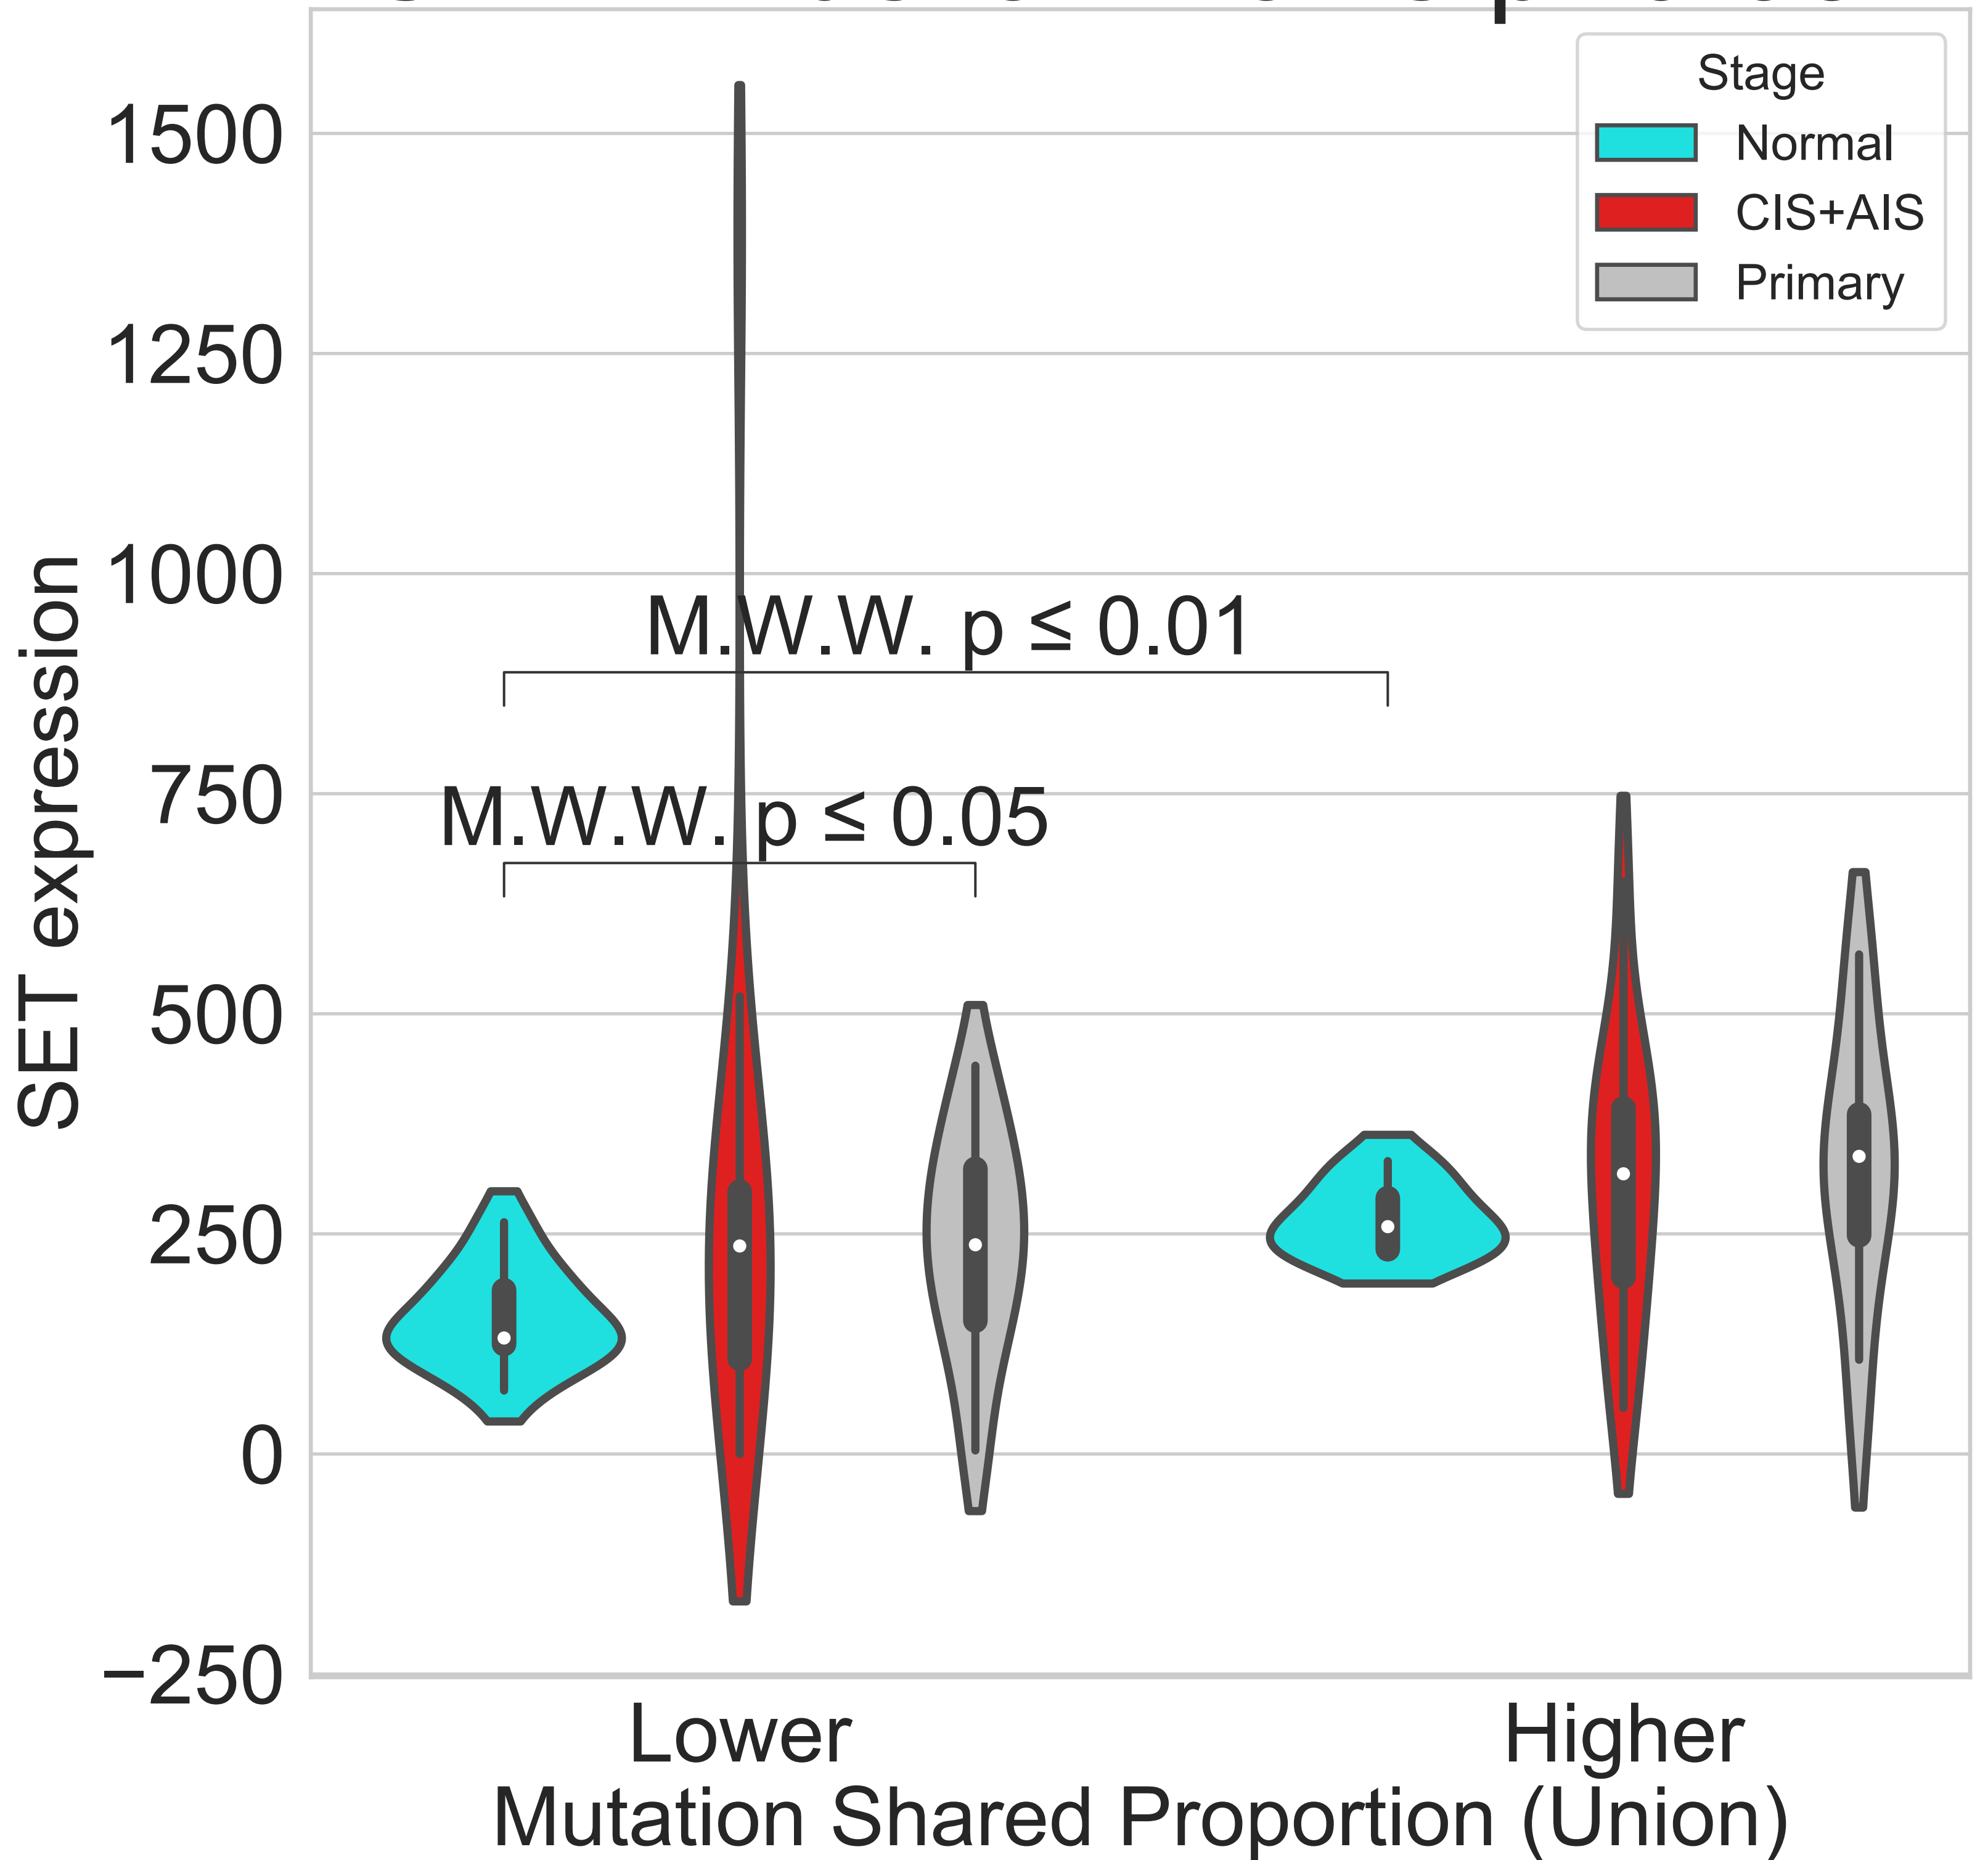 Stage
Normal
CIS+AIS
Primary
1500
1250
1000
750
500
250
0
−250
SET expression
M.W.W. p ≤ 0.01
M.W.W. p ≤ 0.05
Lower
Higher
Mutation Shared Proportion (Union)